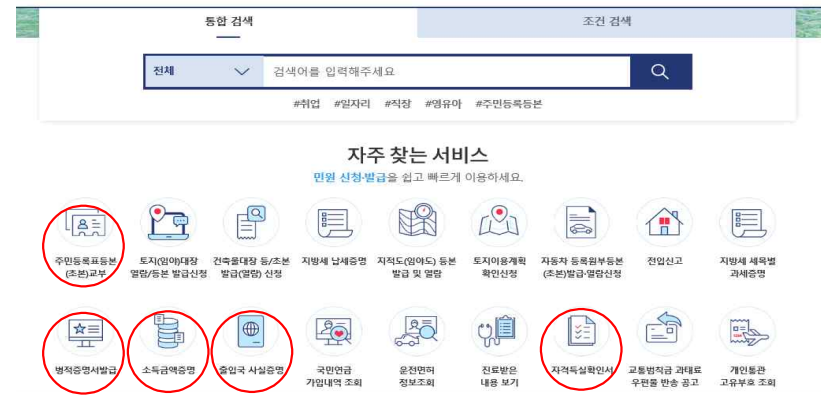 통합 검색
조건 검색
전체
검색어를 입력해주세요
#취업 #일자리 #직장 #영유아 #주민등록등본
자주 찾는 서비스
민원 신청·발급을 쉽고 빠르게 이용하세요.
주민등록표등본
(초본)교부
토지(임야)대장
열람/등본 발급신청
건축물대장 등/초본
발급(열람) 신청
지방세 납세증명
지적도(임야도) 등본
발급 및 열람
토지이용계획
확인신청
자동차 등록원부등본
(초본)발급·열람신청
전입신고
지방세 세목별
과세증명
병적증명서발급
소득금액증명
출입국 사실증명
국민연금
가입내역 조회
운전면허
정보조회
진료받은
내용 보기
자격득실확인서
교통범칙금 과태료
우편물 반송 공고
개인통관
고유부호 조회